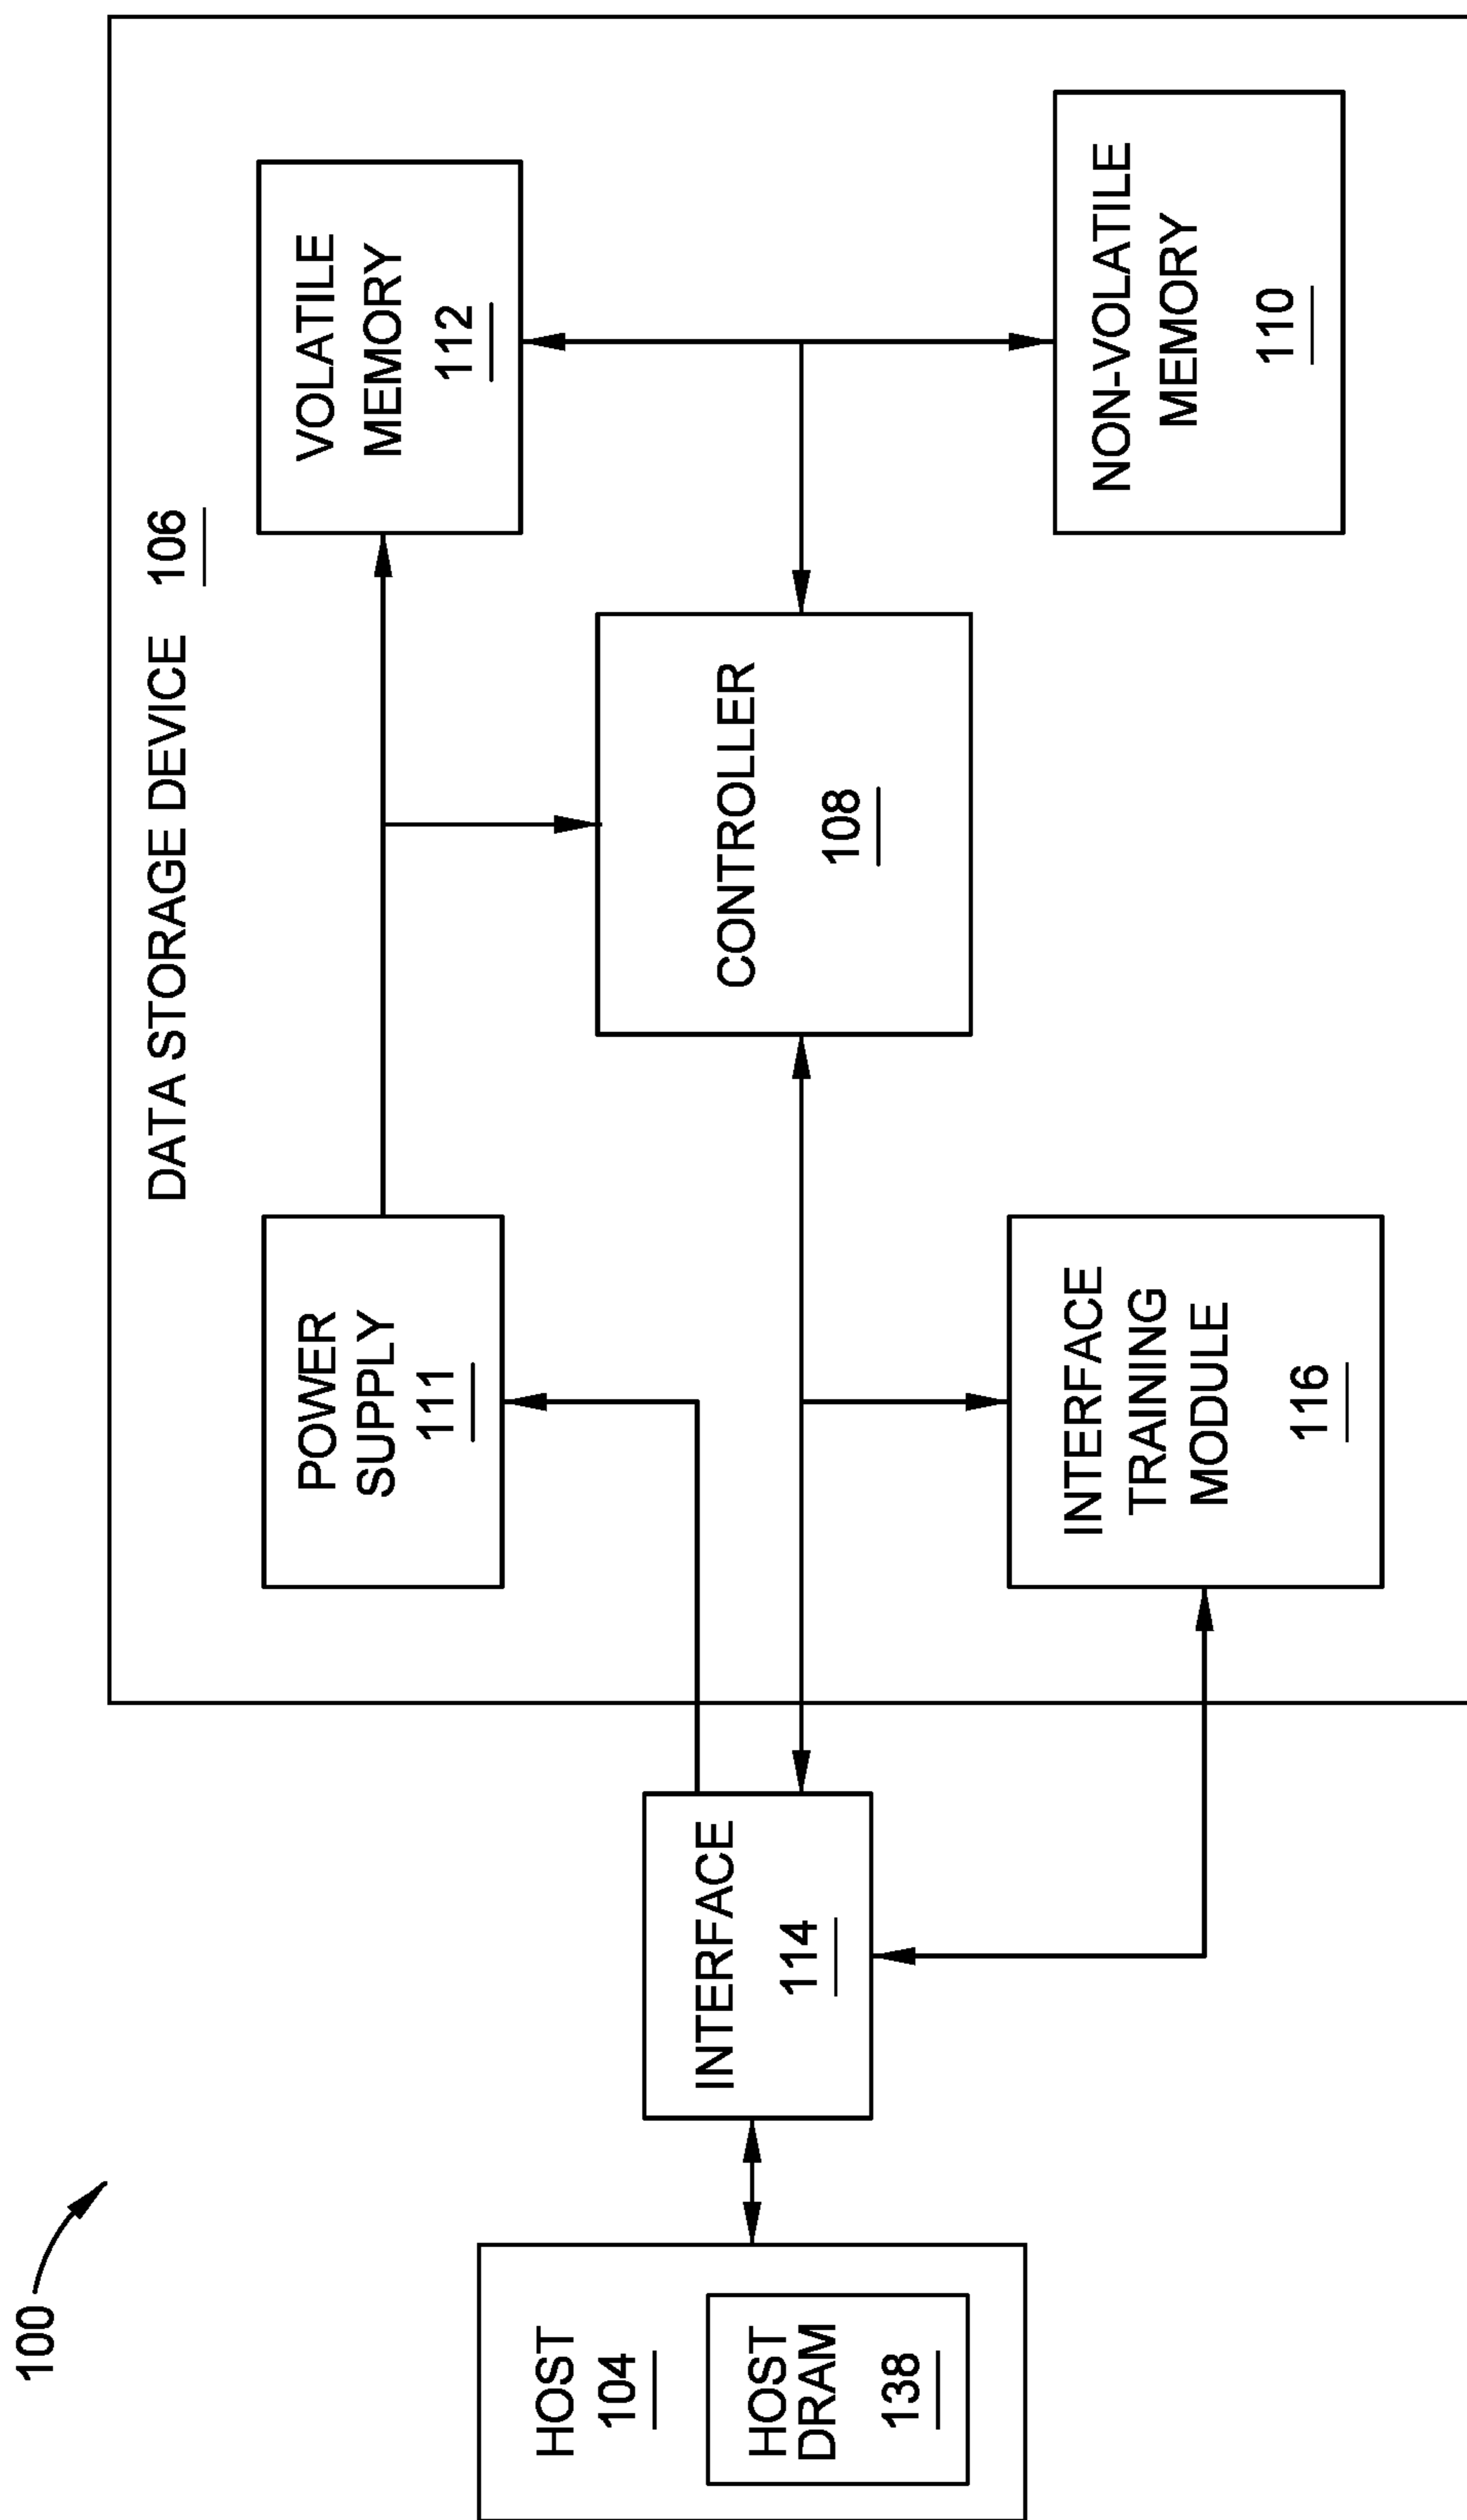 100
HOST
104
HOST
DRAM
138
INTERFACE
114
DATA STORAGE DEVICE 106
POWER
SUPPLY
111
VOLATILE
MEMORY
112
CONTROLLER
108
INTERFACE
TRAINING
MODULE
116
NON-VOLATILE
MEMORY
110